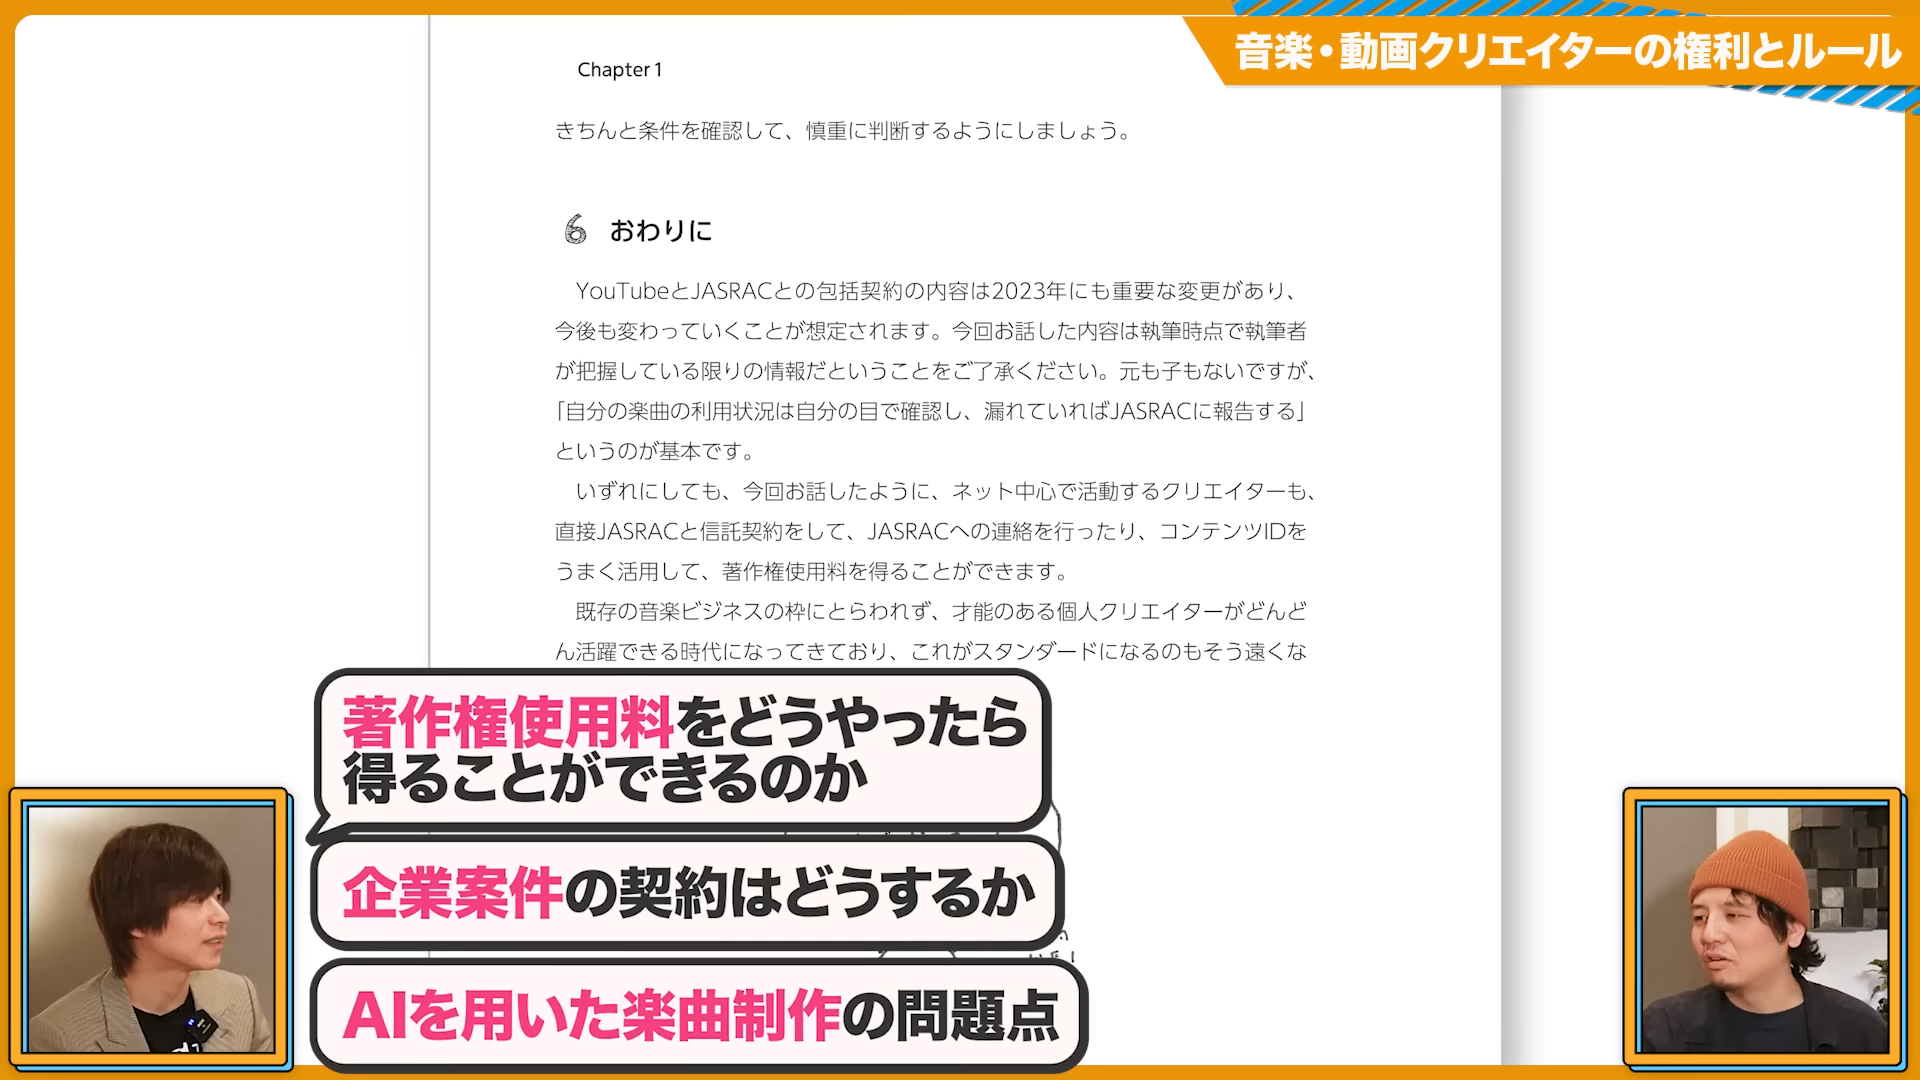 音楽・動画クリエイターの権利とルール
Chapter 1
きちんと条件を確認して、慎重に判断するようにしましょう。
6 おわりに
YouTubeとJASRACとの包括契約の内容は2023年にも重要な変更があり、
今後も変わっていくことが想定されます。今回お話した内容は執筆時点で執筆者
が把握している限りの情報だということをご了承ください。元も子もないですが、
「自分の楽曲の利用状況は自分の目で確認し、漏れていればJASRACに報告する」
というのが基本です。
いずれにしても、今回お話したように、ネット中心で活動するクリエイターも、
直接JASRACと信託契約をして、JASRACへの連絡を行ったり、コンテンツIDを
うまく活用して、著作権使用料を得ることができます。
既存の音楽ビジネスの枠にとらわれず、才能のある個人クリエイターがどんど
ん活躍できる時代になってきており、これがスタンダードになるのもそう遠くな
著作権使用料をどうやったら
得ることができるのか
企業案件の契約はどうするか
AIを用いた楽曲制作の問題点